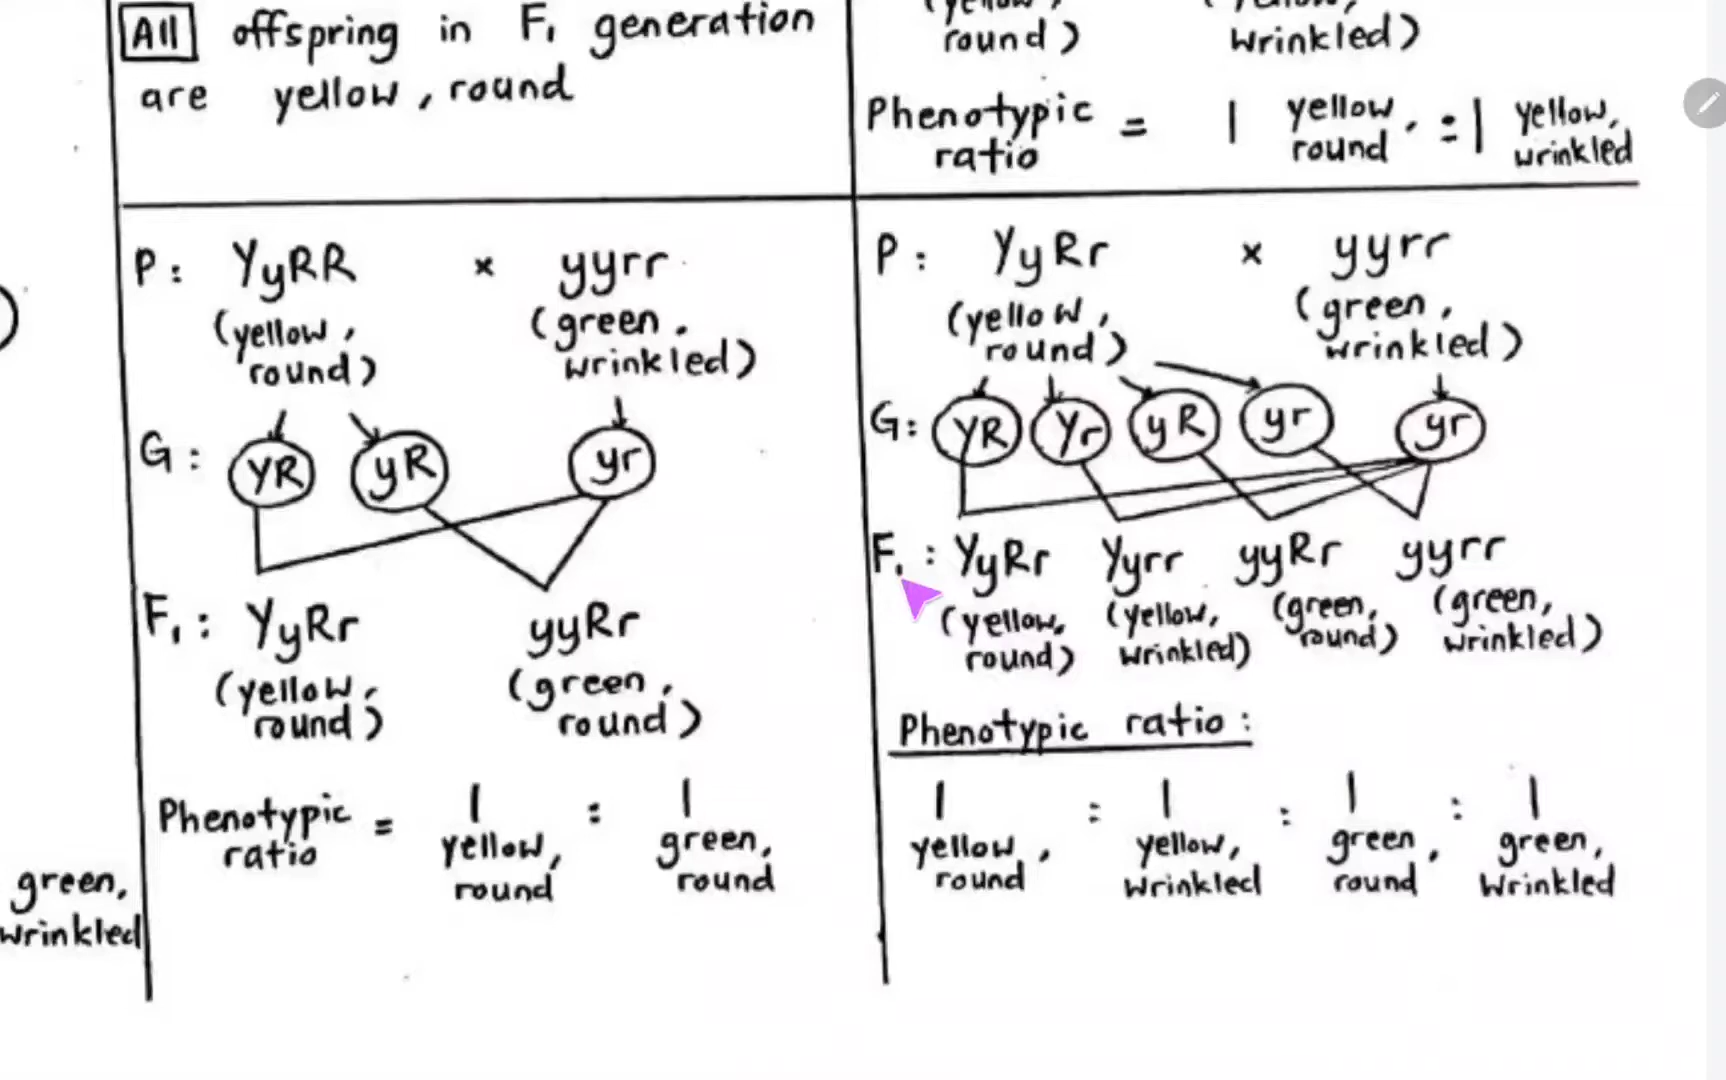 All offspring in F1 generation
are yellow, round
(yellow,
round)
wrinkled)
Phenotypic ratio = 1 yellow, round : 1 yellow, wrinkled
P: YyRR × yyrr
(yellow, round) (green, wrinkled)
G: YR yR yr
F1: YyRr yyRr
(yellow, round) (green, round)
Phenotypic ratio = 1 yellow, round : 1 green, round
P: YyRr × yyrr
(yellow, round) (green, wrinkled)
G: YR Yr yR yr yr
F1: YyRr Yyrr yyRr yyrr
(yellow, round) (yellow, wrinkled) (green, round) (green, wrinkled)
Phenotypic ratio:
1 : 1 : 1 : 1
yellow, round yellow, wrinkled green, round green, wrinkled
green,
wrinkled